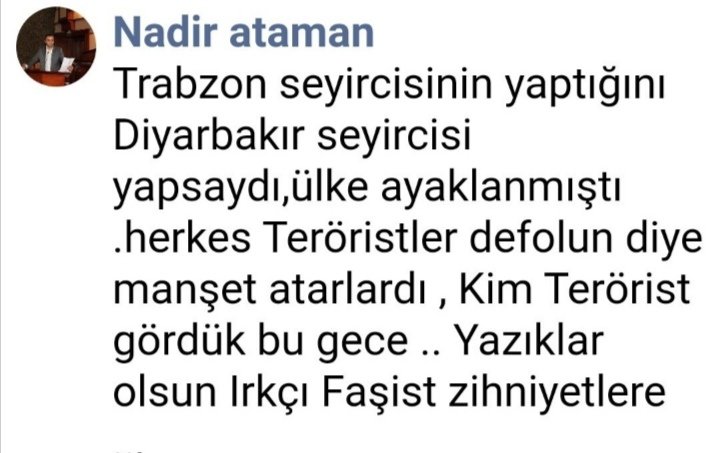 Nadir ataman
Trabzon seyircisinin yaptığını
Diyarbakır seyircisi
yapsaydı,ülke ayaklanmıştı
.herkes Teröristler defolun diye
manşet atarlardı , Kim Terörist
gördük bu gece .. Yazıklar
olsun Irkçı Faşist zihniyetlere